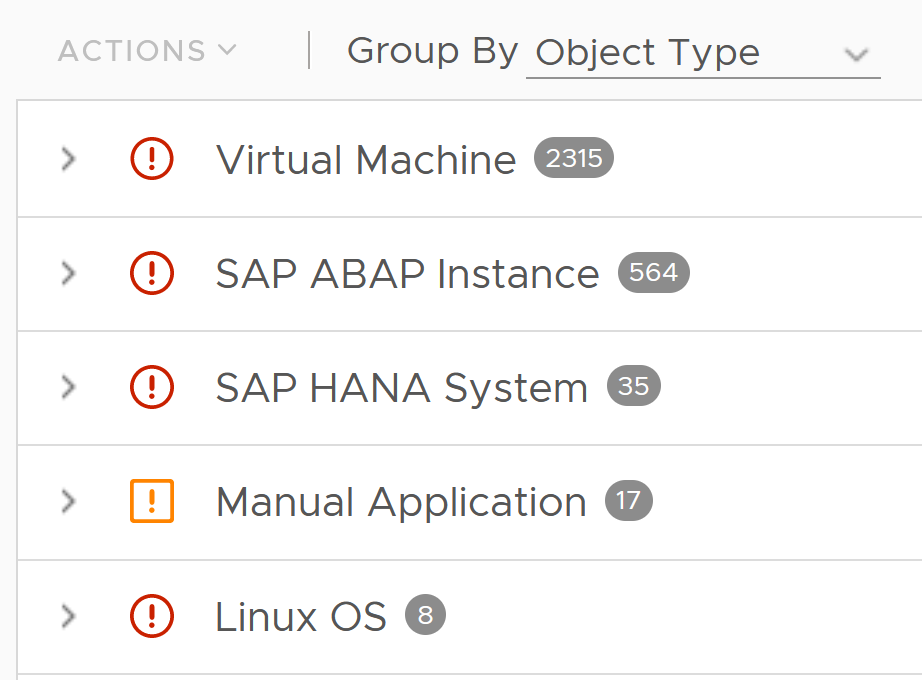 ACTIONS Group By Object Type
Virtual Machine 2315
SAP ABAP Instance 564
SAP HANA System 35
Manual Application 17
Linux OS 8